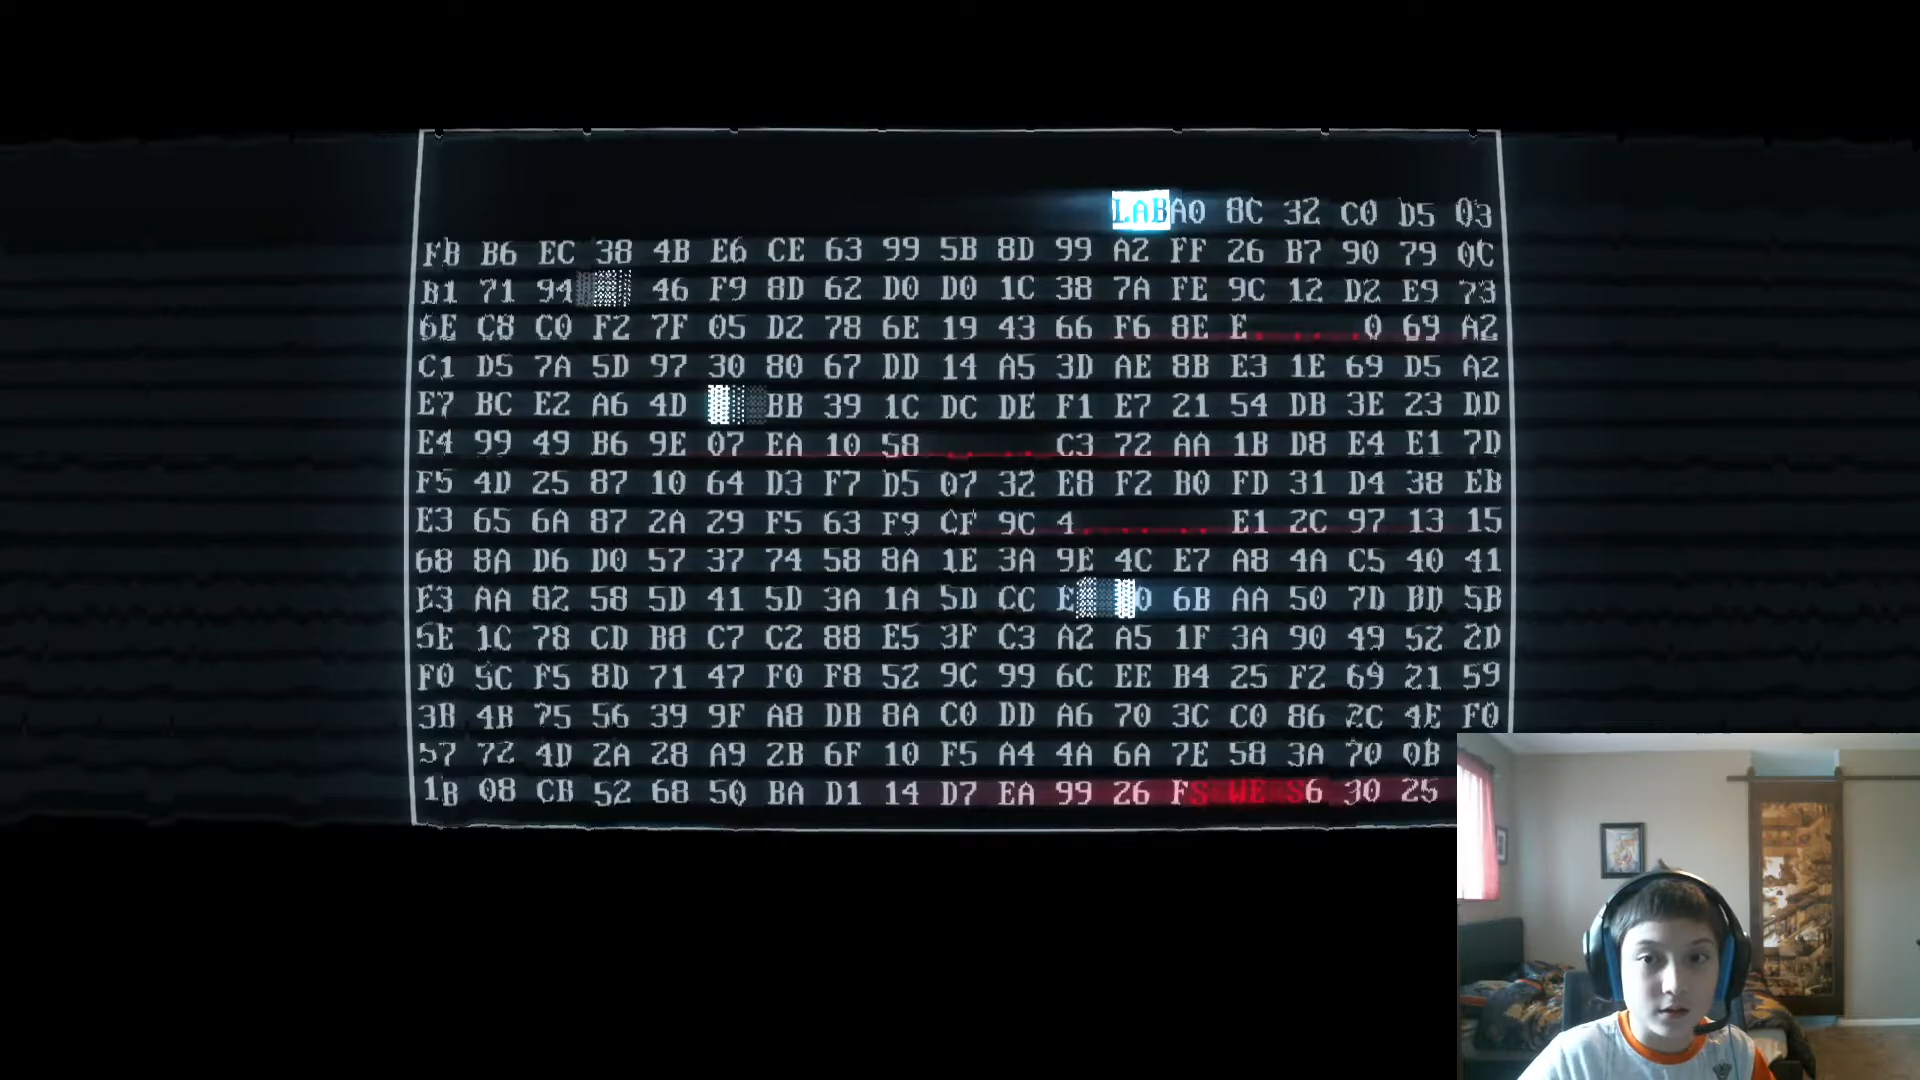 LABA0 8C 32 C0 D5 03
FB B6 EC 38 4B E6 CE 63 99 5B 8D 99 A2 FF 26 B7 90 79 0C
B1 71 94 46 F9 8D 62 D0 D0 1C 38 7A FE 9C 12 D2 E9 73
6E C8 C0 F2 7F 05 D2 78 6E 19 43 66 F6 8E E.....0 69 A2
C1 D5 7A 5D 97 30 80 67 DD 14 A5 3D AE 8B E3 1E 69 D5 A2
E7 BC E2 A6 4D BB 39 1C DC DE F1 E7 21 54 DB 3E 23 DD
E4 99 49 B6 9E 07 EA 10 58 .. .. C3 72 AA 1B D8 E4 E1 7D
F5 4D 25 87 10 64 D3 F7 D5 07 32 E8 F2 B0 FD 31 D4 38 EB
E3 65 6A 87 2A 29 F5 63 F9 CF 9C 4...... E1 2C 97 13 15
68 8A D6 D0 57 37 74 58 8A 1E 3A 9E 4C E7 A8 4A C5 40 41
E3 AA 82 58 5D 41 5D 3A 1A 5D CC E 0 6B AA 50 7D BD 5B
5E 1C 78 CD B8 C7 C2 88 E5 3F C3 A2 A5 1F 3A 90 49 52 2D
F0 5C F5 8D 71 47 F0 F8 52 9C 99 6C EE B4 25 F2 69 21 59
3B 4B 75 56 39 9F A8 DB 8A C0 DD A6 70 3C C0 86 2C 4E F0
57 72 4D 2A 28 A9 2B 6F 10 F5 A4 4A 6A 7E 58 3A 70 0B
1B 08 CB 52 68 50 BA D1 14 D7 EA 99 26 FS WE S6 30 25